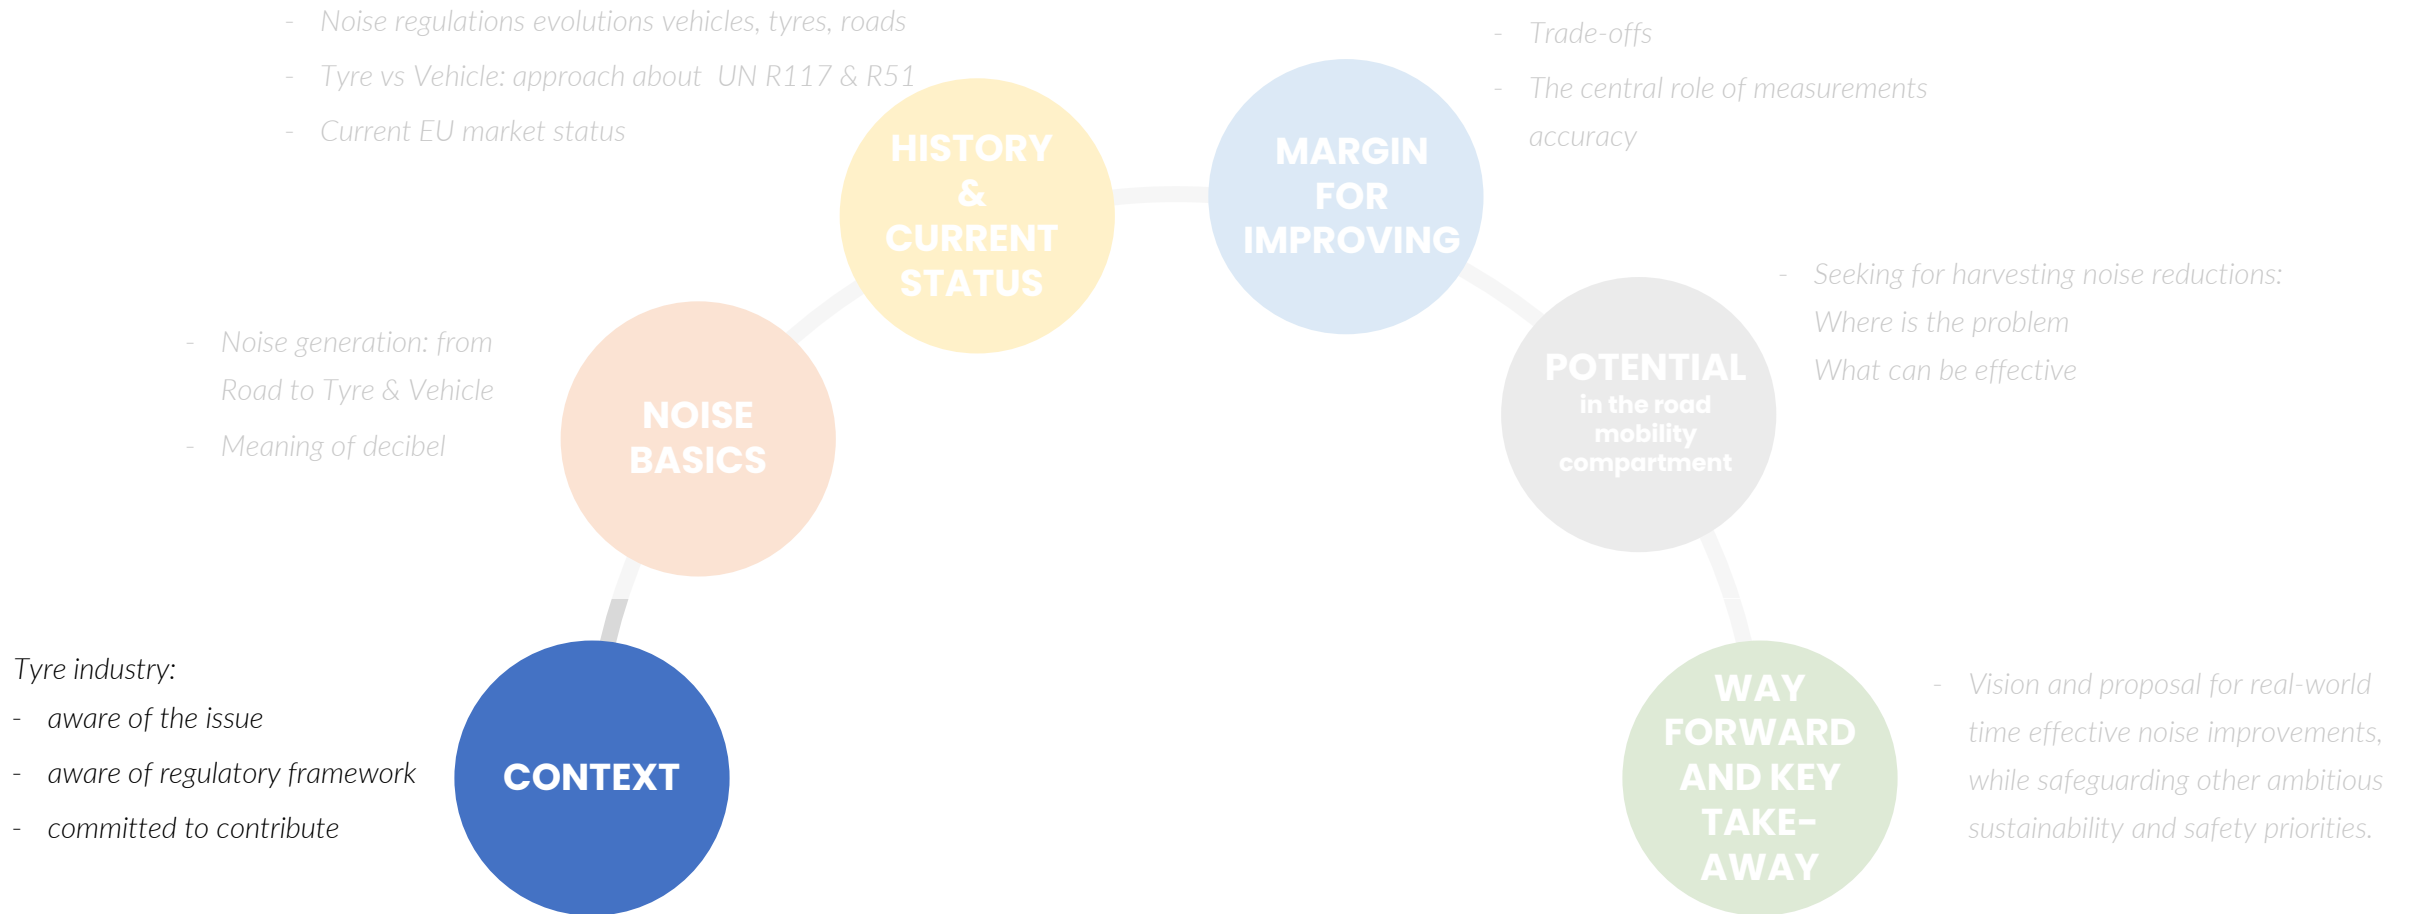 - Noise regulations evolutions vehicles, tyres, roads
- Tyre vs Vehicle: approach about UN R117 & R51
- Current EU market status
HISTORY
&
CURRENT
STATUS
MARGIN
FOR
IMPROVING
- Trade-offs
- The central role of measurements
accuracy
- Noise generation: from
Road to Tyre & Vehicle
- Meaning of decibel
NOISE
BASICS
POTENTIAL
in the road
mobility
compartment
- Seeking for harvesting noise reductions:
Where is the problem
What can be effective
Tyre industry:
- aware of the issue
- aware of regulatory framework
- committed to contribute
CONTEXT
WAY
FORWARD
AND KEY
TAKE-
AWAY
- Vision and proposal for real-world
time effective noise improvements,
while safeguarding other ambitious
sustainability and safety priorities.